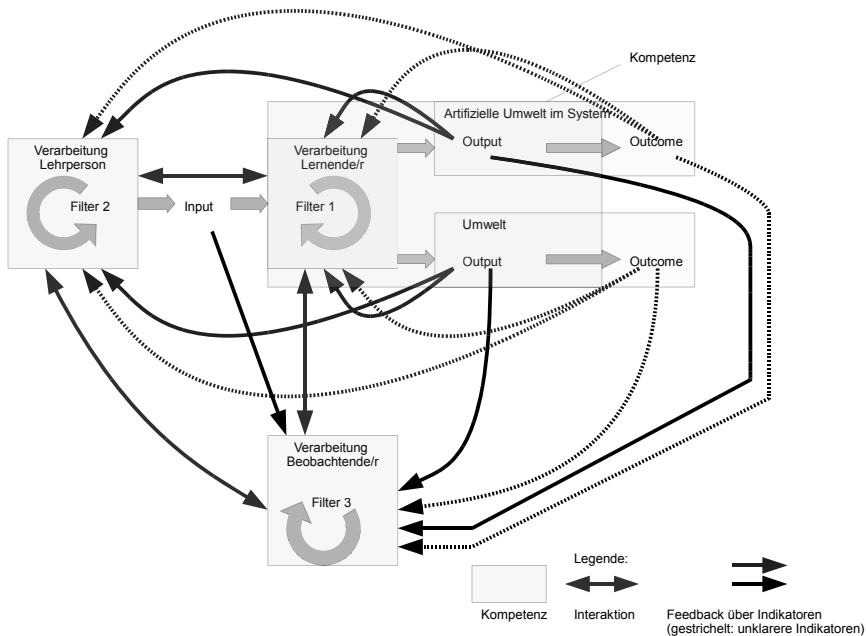 Kompetenz
Artifizielle Umwelt im System
Verarbeitung
Lehrperson
Verarbeitung
Lernende/r
Output
Outcome
Filter 2
Input
Filter 1
Umwelt
Output
Outcome
Verarbeitung
Beobachtende/r
Filter 3
Legende:
Kompetenz
Interaktion
Feedback über Indikatoren
(gestrichelt: unklarere Indikatoren)